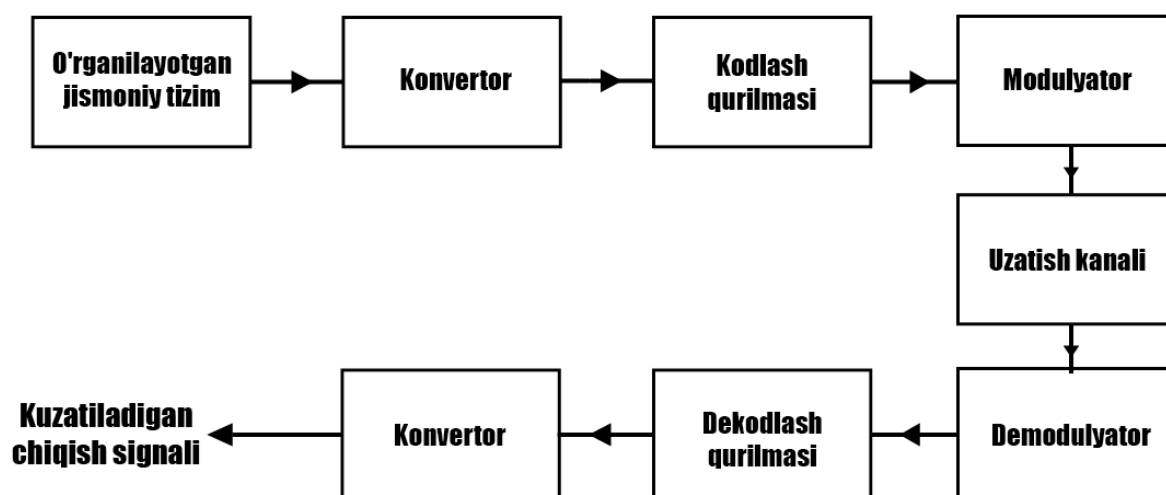 O'rganilayotgan
jismoniy tizim
Konvertor
Kodlash
qurilmasi
Modulyator
Uzatish kanali
Demodulyator
Dekodlash
qurilmasi
Konvertor
Kuzatiladigan
chiqish signali